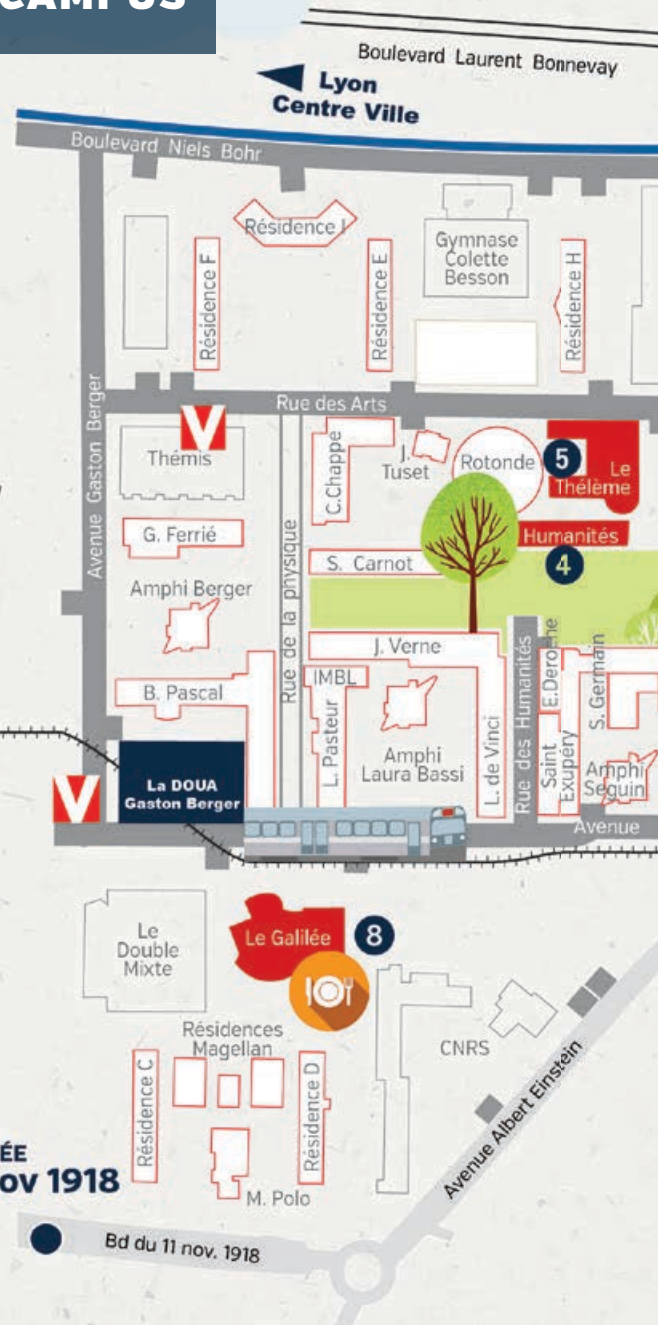 CAMPUS
Boulevard Laurent Bonnevay
Lyon
Centre Ville
Boulevard Niels Bohr
Résidence I
Résidence F
Résidence E
Gymnase
Colette
Besson
Résidence H
Avenue Gaston Berger
Rue des Arts
V
Thémis
C.Chappe
J.
Tuset
Rotonde
5
Le
Thélème
G. Ferrié
Humanités
4
S. Carnot
Amphi Berger
Rue de la physique
J. Verne
IMBL
B. Pascal
L. Pasteur
Amphi
Laura Bassi
L. de Vinci
Rue des Humanités
E.Deroche
Saint
Exupéry
S. Germain
Amphi
Seguin
V
La DOUA
Gaston Berger
Avenue
Le
Double
Mixte
Le Galilée
8
Résidences
Magellan
CNRS
Résidence C
Résidence D
Avenue Albert Einstein
M. Polo
ÉE
ov 1918
Bd du 11 nov. 1918